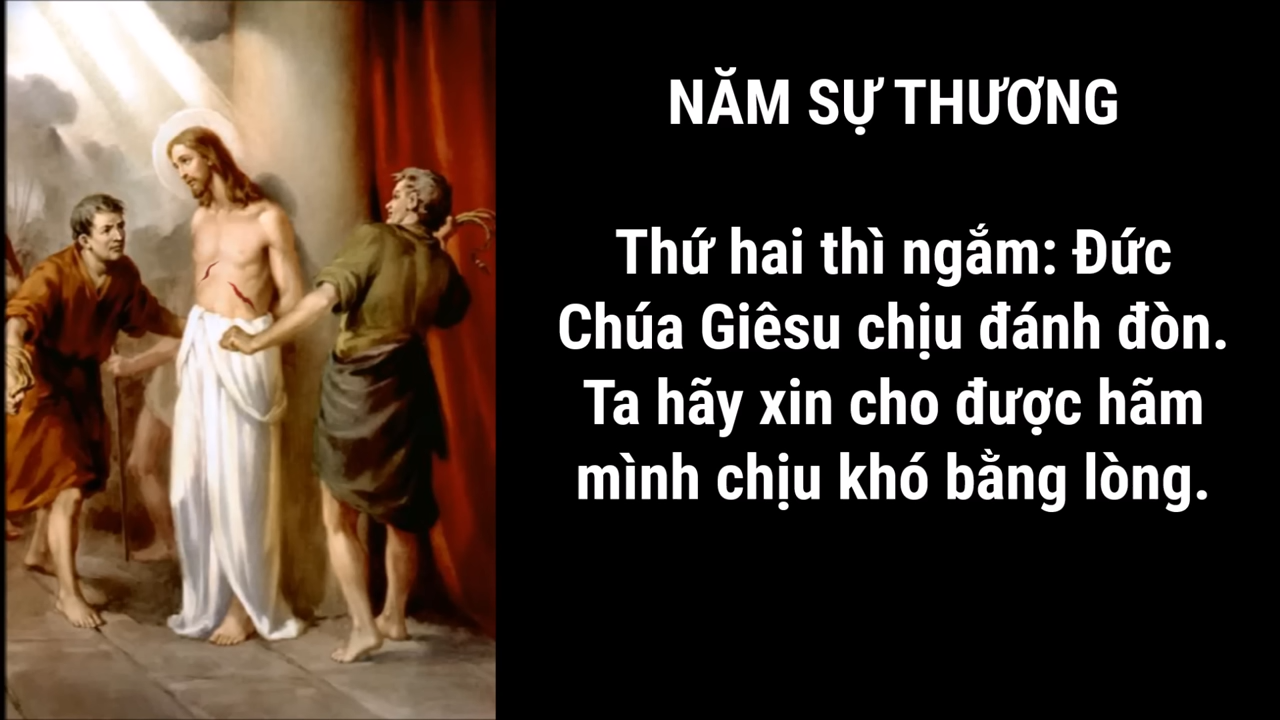 NĂM SỰ THƯƠNG
Thứ hai thì ngắm: Đức
Chúa Giêsu chịu đánh đòn.
Ta hãy xin cho được hãm
mình chịu khó bằng lòng.